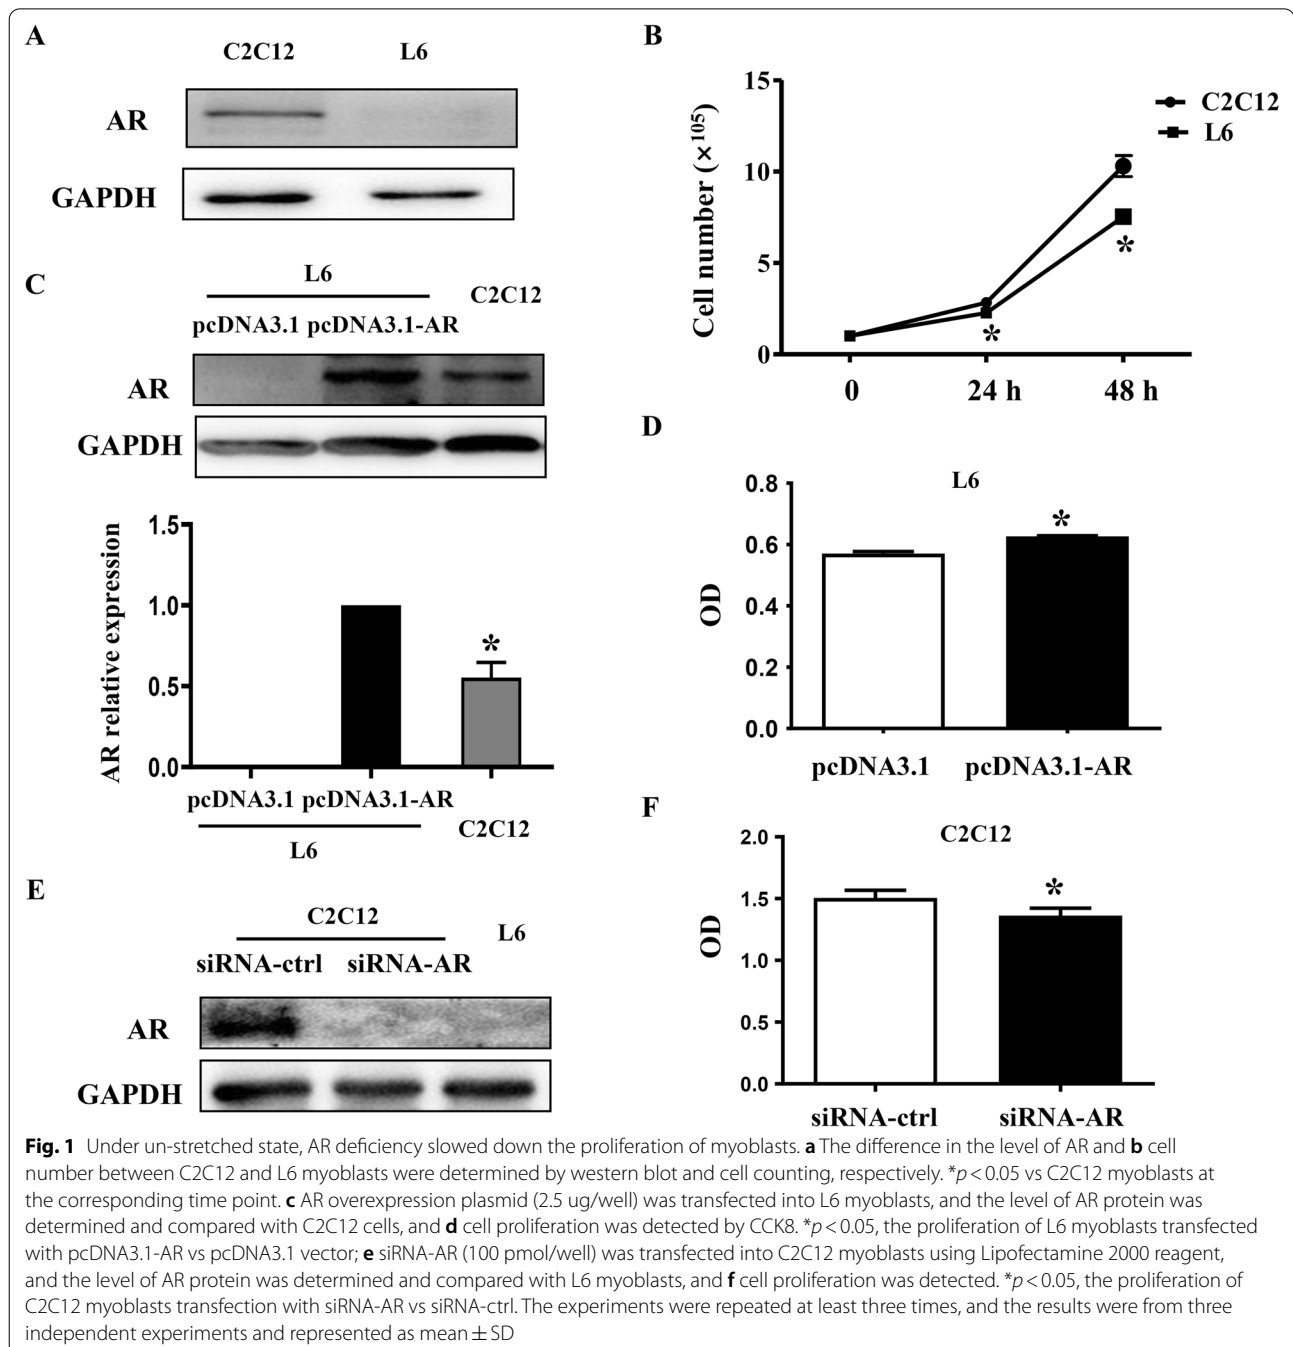 A
C2C12 L6
AR
GAPDH
B
Cell number (×105)
15
10
5
0
0 24 h 48 h
C2C12
L6
*
*
C
L6
C2C12
pcDNA3.1 pcDNA3.1-AR
AR
GAPDH
AR relative expression
1.5
1.0
0.5
0.0
*
pcDNA3.1 pcDNA3.1-AR
C2C12
L6
D
L6
OD
0.8
0.6
0.4
0.2
0.0
*
pcDNA3.1 pcDNA3.1-AR
E
C2C12
L6
siRNA-ctrl siRNA-AR
AR
GAPDH
F
C2C12
OD
2.0
1.5
1.0
0.5
0.0
*
siRNA-ctrl siRNA-AR
Fig. 1 Under un-stretched state, AR deficiency slowed down the proliferation of myoblasts. a The difference in the level of AR and b cell
number between C2C12 and L6 myoblasts were determined by western blot and cell counting, respectively. *p < 0.05 vs C2C12 myoblasts at
the corresponding time point. c AR overexpression plasmid (2.5 ug/well) was transfected into L6 myoblasts, and the level of AR protein was
determined and compared with C2C12 cells, and d cell proliferation was detected by CCK8. *p < 0.05, the proliferation of L6 myoblasts transfected
with pcDNA3.1-AR vs pcDNA3.1 vector; e siRNA-AR (100 pmol/well) was transfected into C2C12 myoblasts using Lipofectamine 2000 reagent,
and the level of AR protein was determined and compared with L6 myoblasts, and f cell proliferation was detected. *p < 0.05, the proliferation of
C2C12 myoblasts transfection with siRNA-AR vs siRNA-ctrl. The experiments were repeated at least three times, and the results were from three
independent experiments and represented as mean ± SD